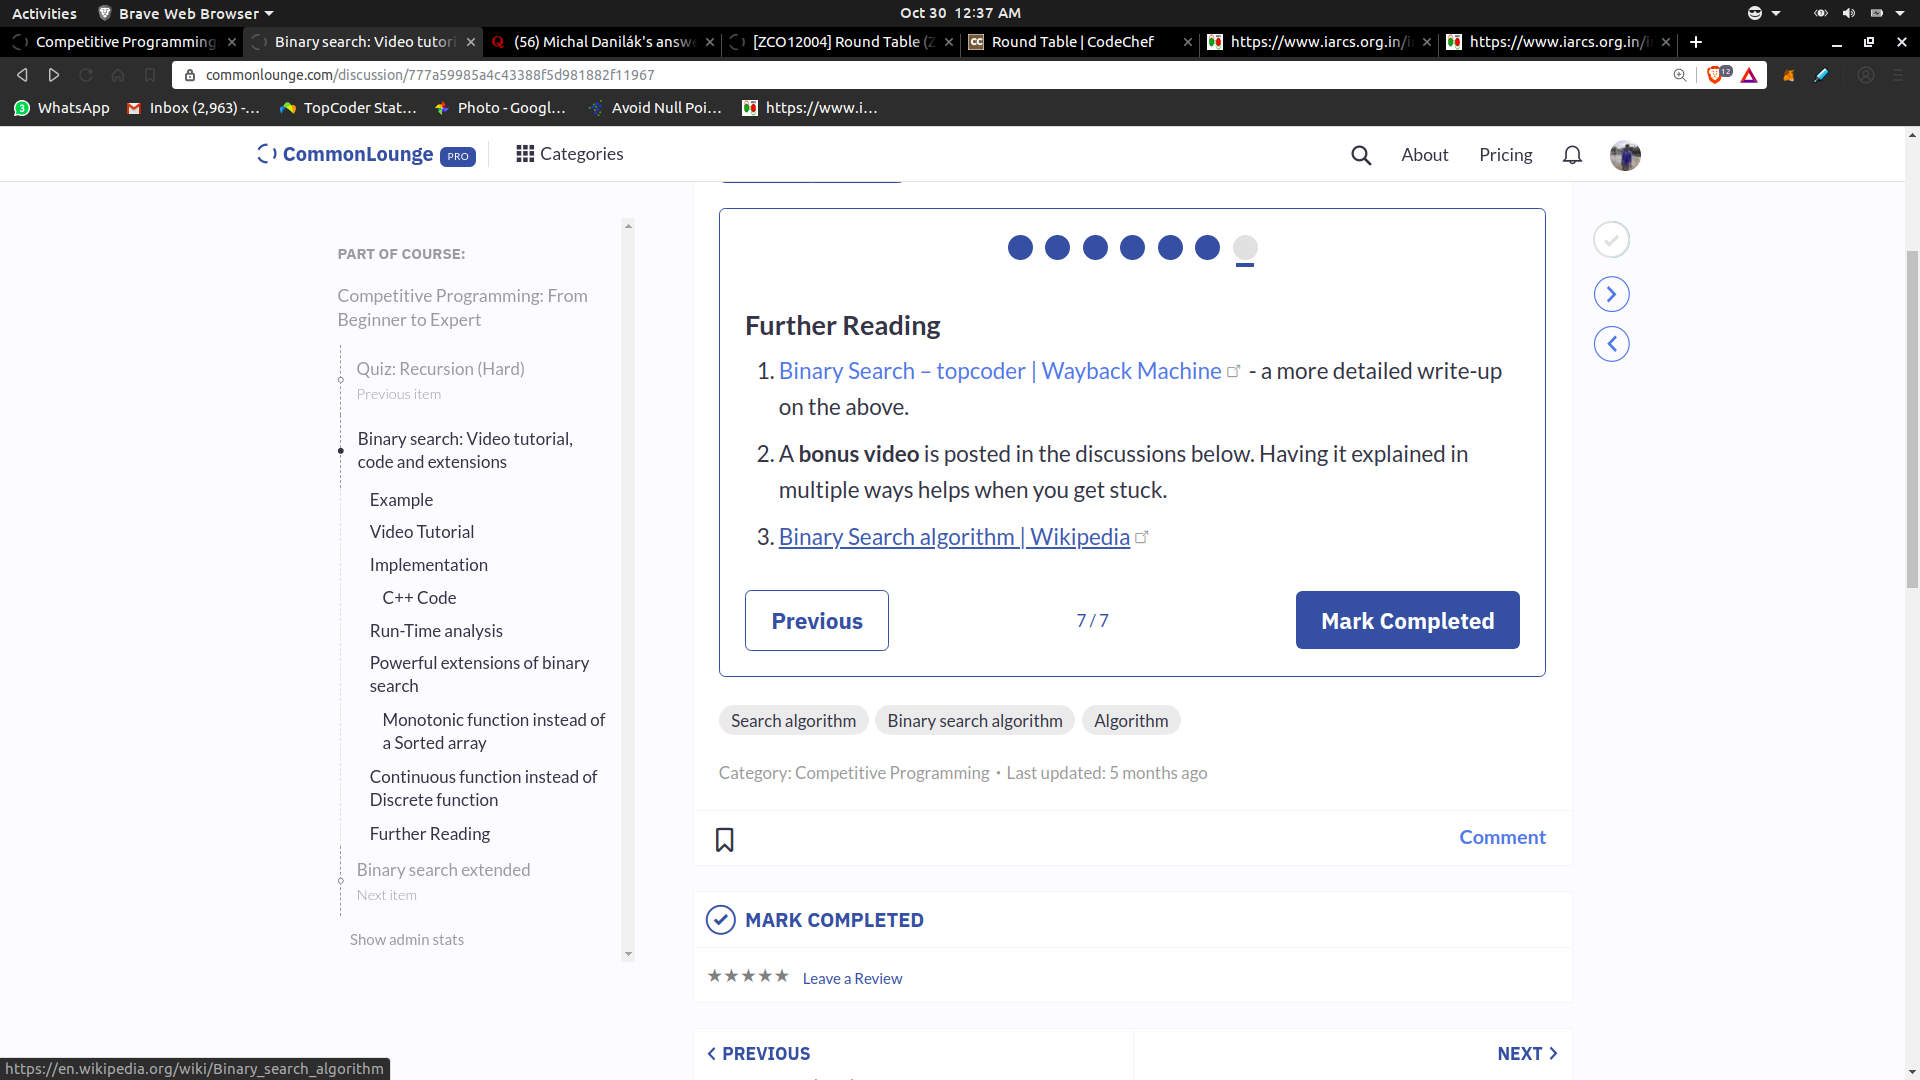 Activities
Brave Web Browser
Oct 30 12:37 AM
Competitive Programming
Binary search: Video tutori
(56) Michal Danilák's answ
[ZCO12004] Round Table (Z
CC Round Table | CodeChef
https://www.iarcs.org.in/i
https://www.iarcs.org.in/i
commonlounge.com/discussion/777a59985a4c43388f5d981882f11967
12
3 WhatsApp
Inbox (2,963) -...
TopCoder Stat...
Photo - Googl...
Avoid Null Poi...
https://www.i...
CommonLounge PRO
Categories
About
Pricing
PART OF COURSE:
Competitive Programming: From
Beginner to Expert
Quiz: Recursion (Hard)
Previous item
Binary search: Video tutorial,
code and extensions
Example
Video Tutorial
Implementation
C++ Code
Run-Time analysis
Powerful extensions of binary
search
Monotonic function instead of
a Sorted array
Continuous function instead of
Discrete function
Further Reading
Binary search extended
Next item
Show admin stats
Further Reading
1. Binary Search – topcoder | Wayback Machine - a more detailed write-up
on the above.
2. A bonus video is posted in the discussions below. Having it explained in
multiple ways helps when you get stuck.
3. Binary Search algorithm | Wikipedia
Previous
7 / 7
Mark Completed
Search algorithm
Binary search algorithm
Algorithm
Category: Competitive Programming • Last updated: 5 months ago
Comment
MARK COMPLETED
★★★★★ Leave a Review
PREVIOUS
NEXT
https://en.wikipedia.org/wiki/Binary_search_algorithm